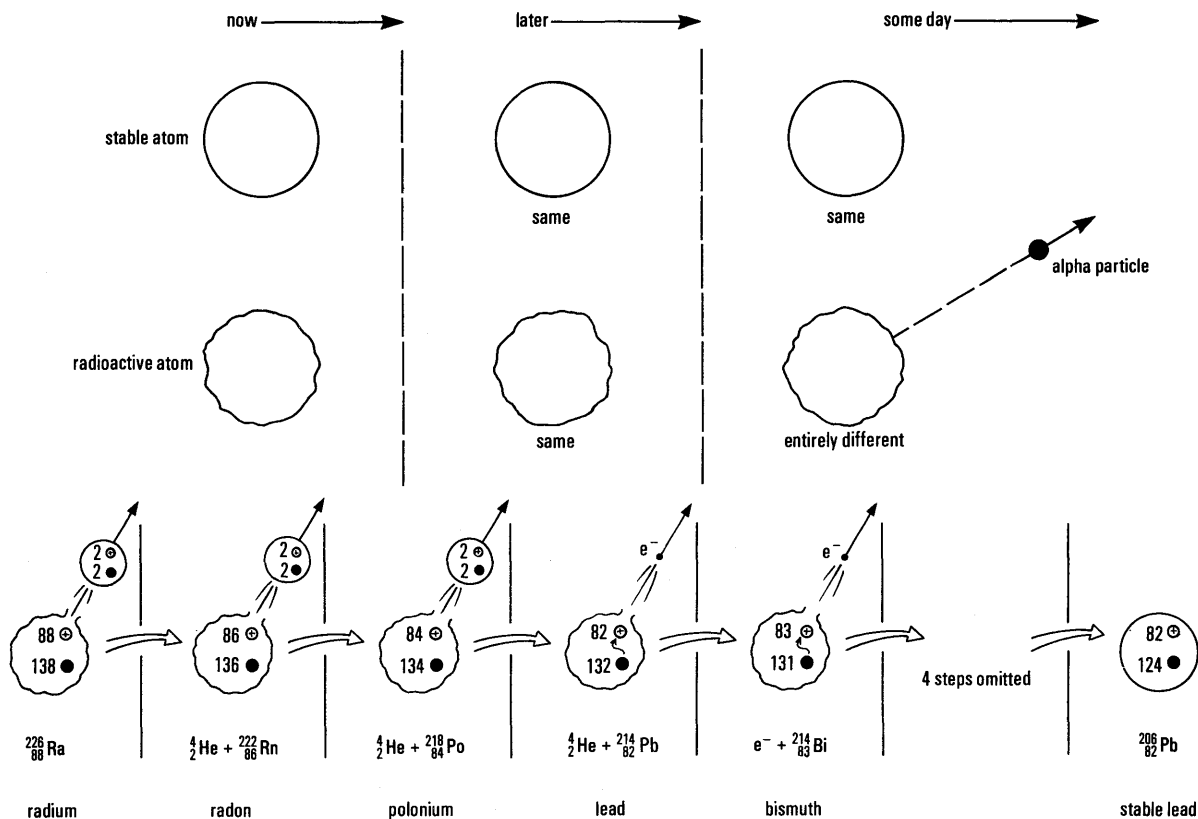 now later some day
stable atom
same same
alpha particle
radioactive atom
same entirely different
2 ⊕ 2 ⊕ 2 ⊕ e⁻ e⁻
2 ● 2 ● 2 ●
88 ⊕ 86 ⊕ 84 ⊕ 82 ⊕ 83 ⊕ 82 ⊕
138 ● 136 ● 134 ● 132 ● 131 ● 124 ●
4 steps omitted
²²⁶₈₈Ra ⁴₂He + ²²²₈₆Rn ⁴₂He + ²¹⁸₈₄Po ⁴₂He + ²¹⁴₈₂Pb e⁻ + ²¹⁴₈₃Bi ²⁰⁶₈₂Pb
radium radon polonium lead bismuth stable lead